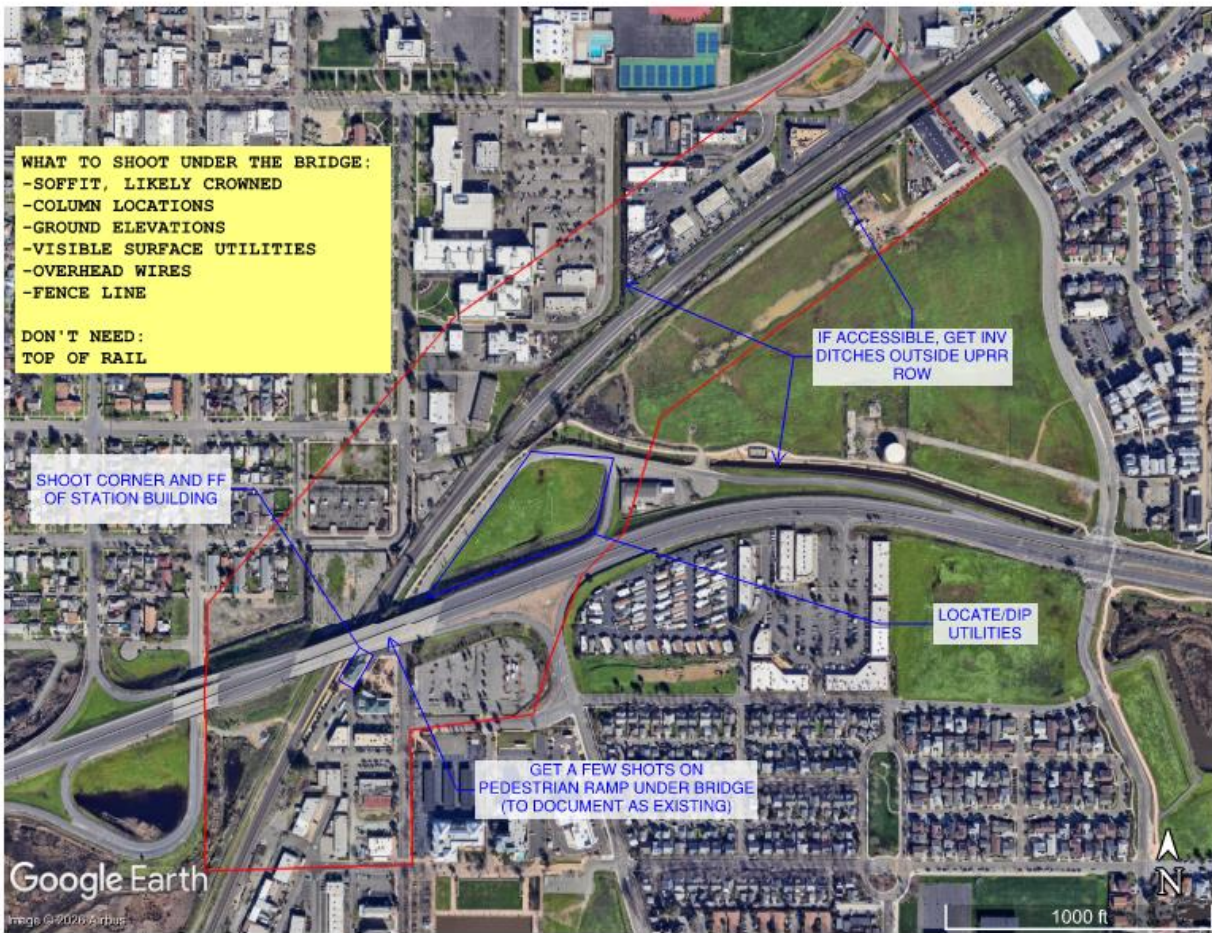 WHAT TO SHOOT UNDER THE BRIDGE:
-SOFFIT, LIKELY CROWNED
-COLUMN LOCATIONS
-GROUND ELEVATIONS
-VISIBLE SURFACE UTILITIES
-OVERHEAD WIRES
-FENCE LINE
DON'T NEED:
TOP OF RAIL
IF ACCESSIBLE, GET INV
DITCHES OUTSIDE UPRR
ROW
SHOOT CORNER AND FF
OF STATION BUILDING
LOCATE/DIP
UTILITIES
GET A FEW SHOTS ON
PEDESTRIAN RAMP UNDER BRIDGE
(TO DOCUMENT AS EXISTING)
Google Earth
Image © 2026 Airbus
N
1000 ft